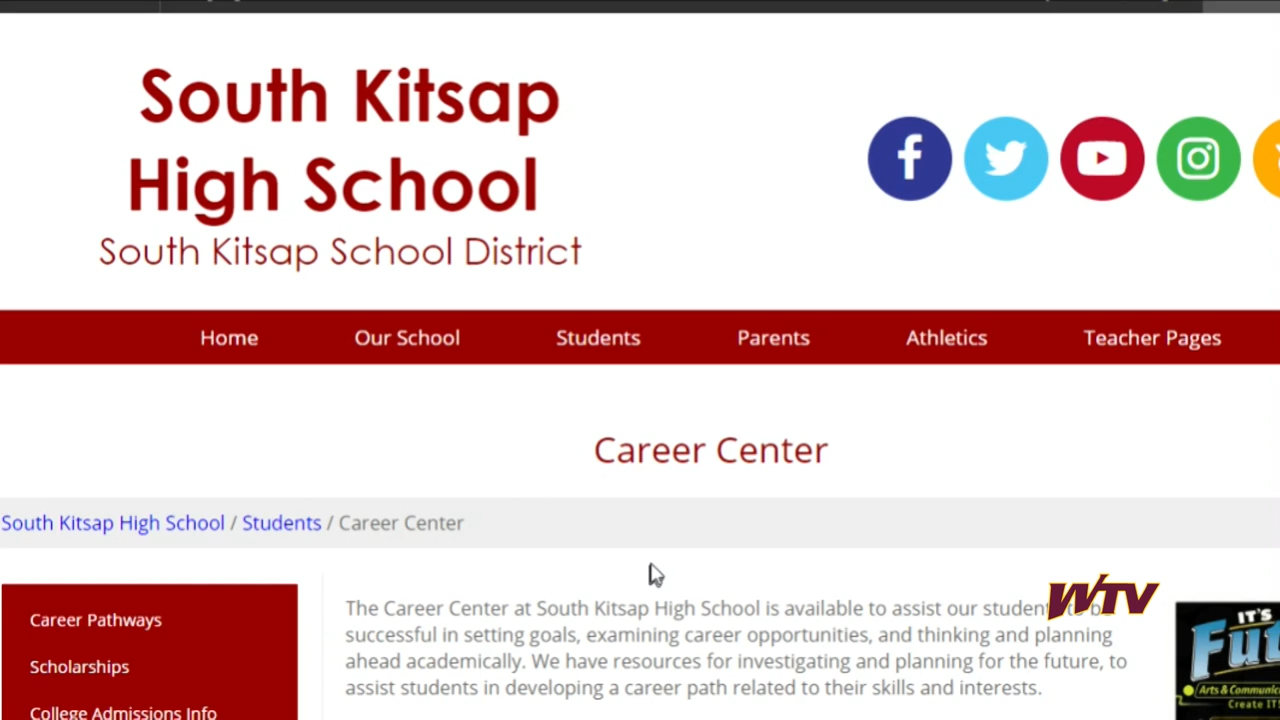 South Kitsap
High School
South Kitsap School District
Home Our School Students Parents Athletics Teacher Pages
Career Center
South Kitsap High School / Students / Career Center
Career Pathways
Scholarships
College Admissions Info
The Career Center at South Kitsap High School is available to assist our
successful in setting goals, examining career opportunities, and thinking and planning
ahead academically. We have resources for investigating and planning for the future, to
assist students in developing a career path related to their skills and interests.
WTV
IT'S
Arts &
Create